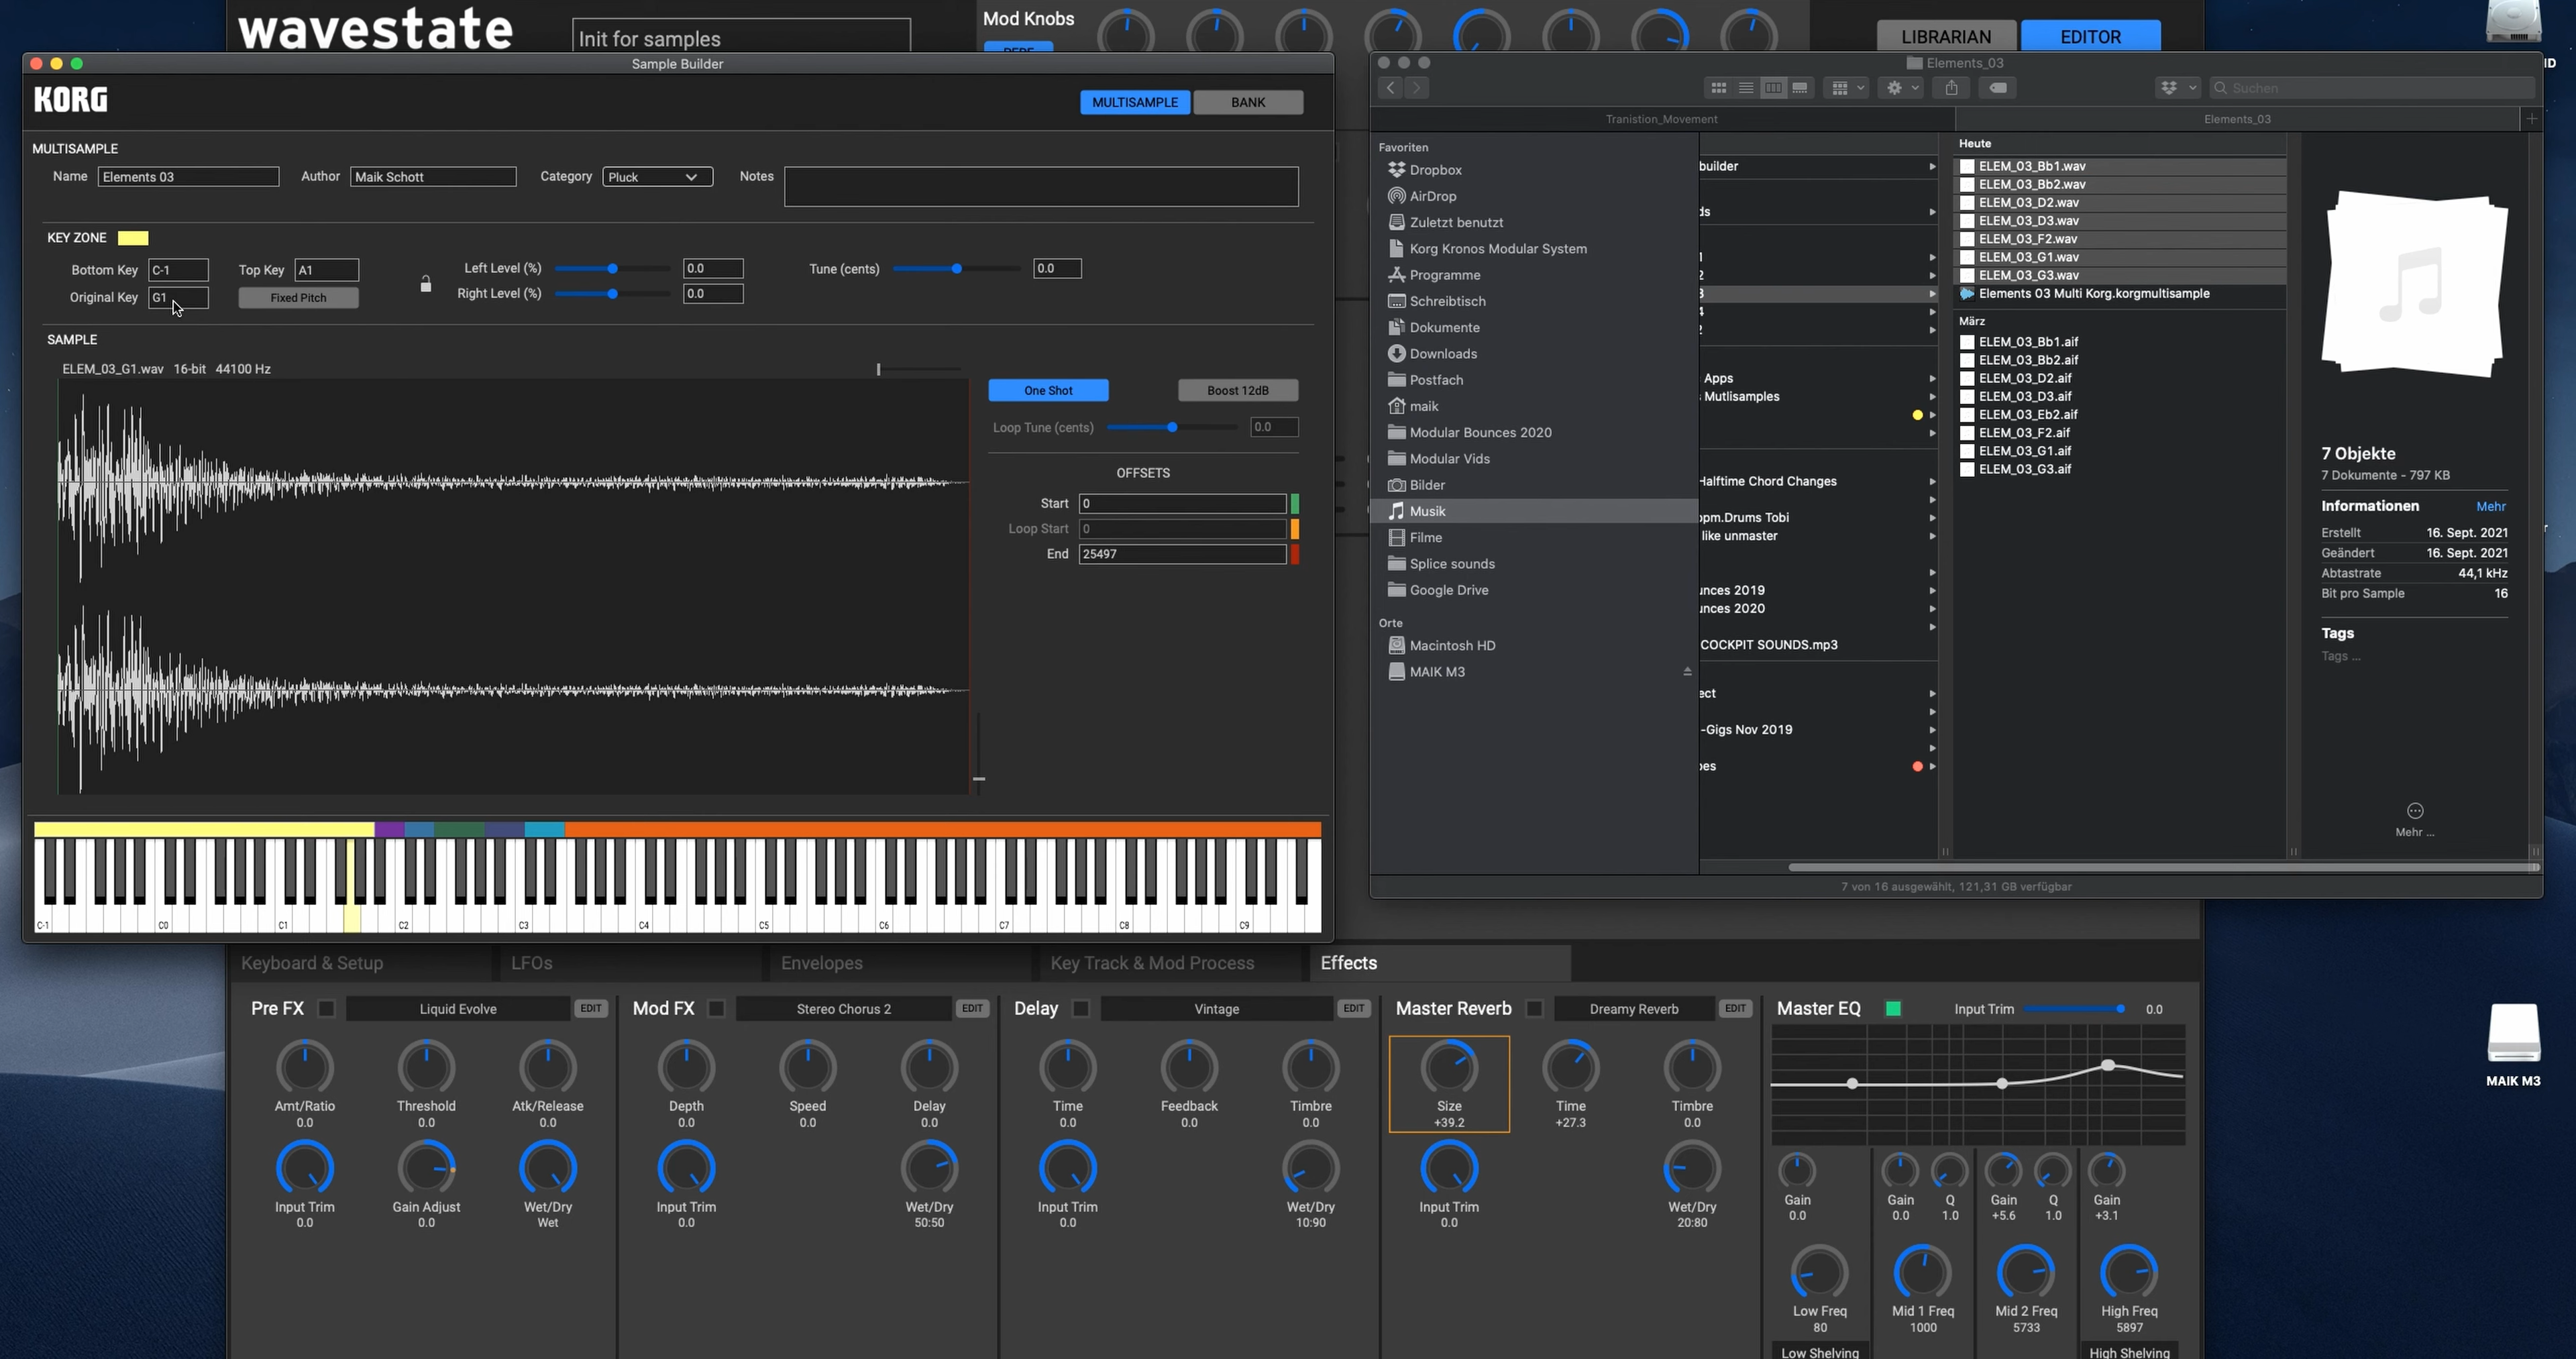 wavestate
Init for samples
Mod Knobs
LIBRARIAN
EDITOR
Sample Builder
KORG
MULTISAMPLE
BANK
MULTISAMPLE
Name
Elements 03
Author
Maik Schott
Category
Pluck
Notes
KEY ZONE
Bottom Key
C-1
Top Key
A1
Left Level (%)
0.0
Tune (cents)
0.0
Original Key
G1
Fixed Pitch
Right Level (%)
0.0
SAMPLE
ELEM_03_G1.wav 16-bit 44100 Hz
One Shot
Boost 12dB
Loop Tune (cents)
0.0
OFFSETS
Start
0
Loop Start
0
End
25497
C-1
C0
C1
C2
C3
C4
C5
C6
C7
C8
C9
Elements_03
Suchen
Transtion_Movement
Elements_03
Favoriten
Dropbox
AirDrop
Zuletzt benutzt
Korg Kronos Modular System
Programme
Schreibtisch
Dokumente
Downloads
Postfach
maik
Modular Bounces 2020
Modular Vids
Bilder
Musik
Filme
Splice sounds
Google Drive
Orte
Macintosh HD
MAIK M3
builder
ds
1
2
3
4
2
Apps
Mutlisamples
Halftime Chord Changes
opm.Drums Tobi
like unmaster
unces 2019
unces 2020
COCKPIT SOUNDS.mp3
ect
-Gigs Nov 2019
pes
Heute
ELEM_03_Bb1.wav
ELEM_03_Bb2.wav
ELEM_03_D2.wav
ELEM_03_D3.wav
ELEM_03_F2.wav
ELEM_03_G1.wav
ELEM_03_G3.wav
Elements 03 Multi Korg.korgmultisample
März
ELEM_03_Bb1.aif
ELEM_03_Bb2.aif
ELEM_03_D2.aif
ELEM_03_D3.aif
ELEM_03_Eb2.aif
ELEM_03_F2.aif
ELEM_03_G1.aif
ELEM_03_G3.aif
7 Objekte
7 Dokumente - 797 KB
Informationen Mehr
Erstellt 16. Sept. 2021
Geändert 16. Sept. 2021
Abtastrate 44,1 kHz
Bit pro Sample 16
Tags
Tags ...
Mehr ...
7 von 16 ausgewählt, 121,31 GB verfügbar
MAIK M3
Keyboard & Setup
LFOs
Envelopes
Key Track & Mod Process
Effects
Pre FX
Liquid Evolve
EDIT
Amt/Ratio
0.0
Threshold
0.0
Atk/Release
0.0
Input Trim
0.0
Gain Adjust
0.0
Wet/Dry
Wet
Mod FX
Stereo Chorus 2
EDIT
Depth
0.0
Speed
0.0
Delay
0.0
Input Trim
0.0
Wet/Dry
50:50
Delay
Vintage
EDIT
Time
0.0
Feedback
0.0
Timbre
0.0
Input Trim
0.0
Wet/Dry
10:90
Master Reverb
Dreamy Reverb
EDIT
Size
+39.2
Time
+27.3
Timbre
0.0
Input Trim
0.0
Wet/Dry
20:80
Master EQ
Input Trim
0.0
Gain
0.0
Gain
0.0
Q
1.0
Gain
+5.6
Q
1.0
Gain
+3.1
Low Freq
80
Mid 1 Freq
1000
Mid 2 Freq
5733
High Freq
5897
Low Shelving
High Shelving